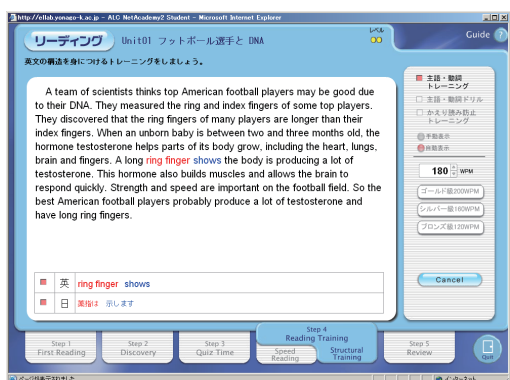 http://ellab.yonago-k.ac.jp - ALC NetAcademy2 Student - Microsoft Internet Explorer
リーディング Unit01 フットボール選手と DNA
レベル
Guide ?
英文の構造を身につけるトレーニングをしましょう。
A team of scientists thinks top American football players may be good due
to their DNA. They measured the ring and index fingers of some top players.
They discovered that the ring fingers of many players are longer than their
index fingers. When an unborn baby is between two and three months old, the
hormone testosterone helps parts of its body grow, including the heart, lungs,
brain and fingers. A long ring finger shows the body is producing a lot of
testosterone. This hormone also builds muscles and allows the brain to
respond quickly. Strength and speed are important on the football field. So the
best American football players probably produce a lot of testosterone and
have long ring fingers.
英 ring finger shows
日 薬指は 示します
主語・動詞
トレーニング
主語・動詞ドリル
かえり読み防止
トレーニング
手動表示
自動表示
180 WPM
ゴールド級200WPM
シルバー級160WPM
ブロンズ級120WPM
Cancel
Step 1
First Reading
Step 2
Discovery
Step 3
Quiz Time
Step 4
Reading Training
Speed
Reading
Structural
Training
Step 5
Review
Quit
ページが表示されました
インターネット